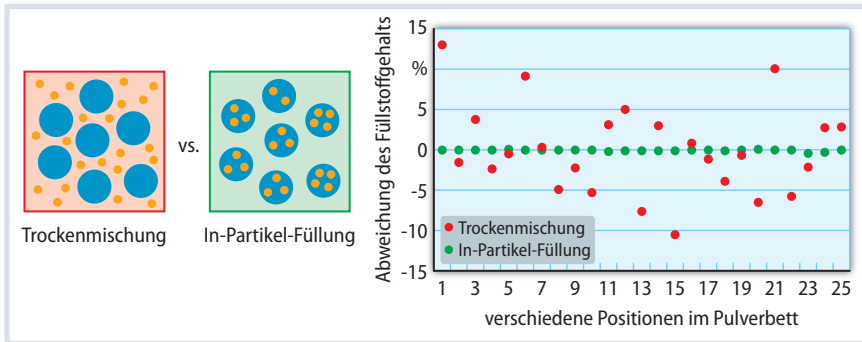 Trockenmischung
vs.
In-Partikel-Füllung
Abweichung des Füllstoffgehalts
15
%
5
0
-5
-10
-15
Trockenmischung
In-Partikel-Füllung
1 3 5 7 9 11 13 15 17 19 21 23 25
verschiedene Positionen im Pulverbett